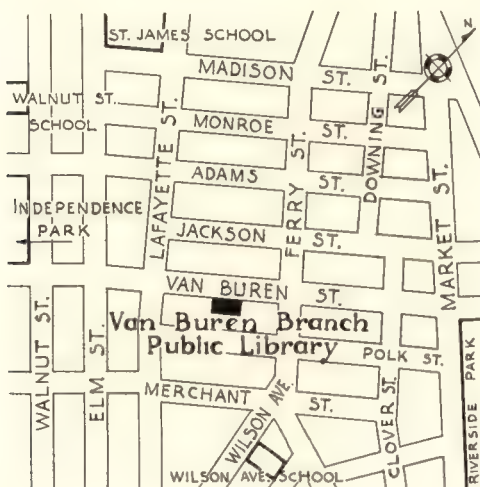 N
ST. JAMES SCHOOL
MADISON ST.
WALNUT ST.
SCHOOL
MONROE ST.
ADAMS ST.
INDEPENDENCE
PARK
JACKSON ST.
VAN BUREN ST.
Van Buren Branch
Public Library
POLK ST.
MERCHANT ST.
WALNUT ST.
ELM ST.
LAFAYETTE ST.
FERRY ST.
DOWNING ST.
MARKET ST.
WILSON AVE.
CLOVER ST.
RIVERSIDE PARK
WILSON AVE. SCHOOL